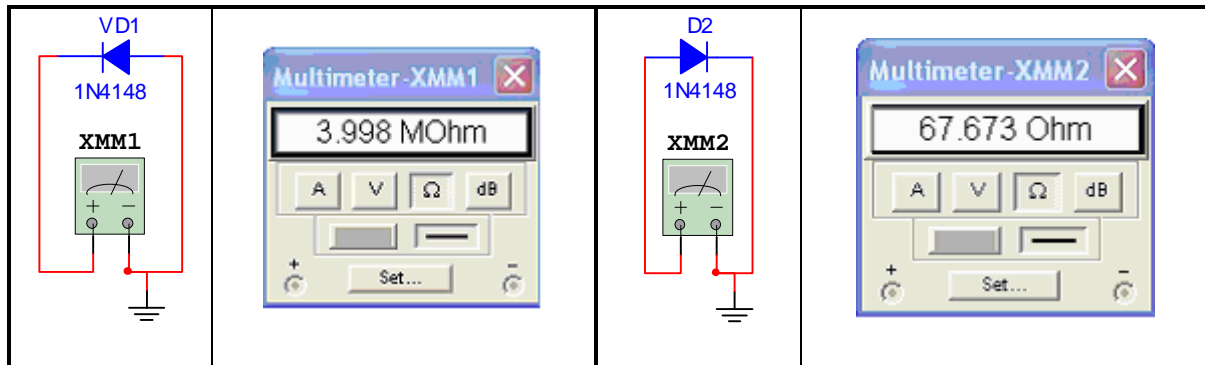 VD1
1N4148
XMM1
+ −
Multimeter-XMM1
3.998 MOhm
A V Ω dB
+ Set... −
D2
1N4148
XMM2
+ −
Multimeter-XMM2
67.673 Ohm
A V Ω dB
+ Set... −